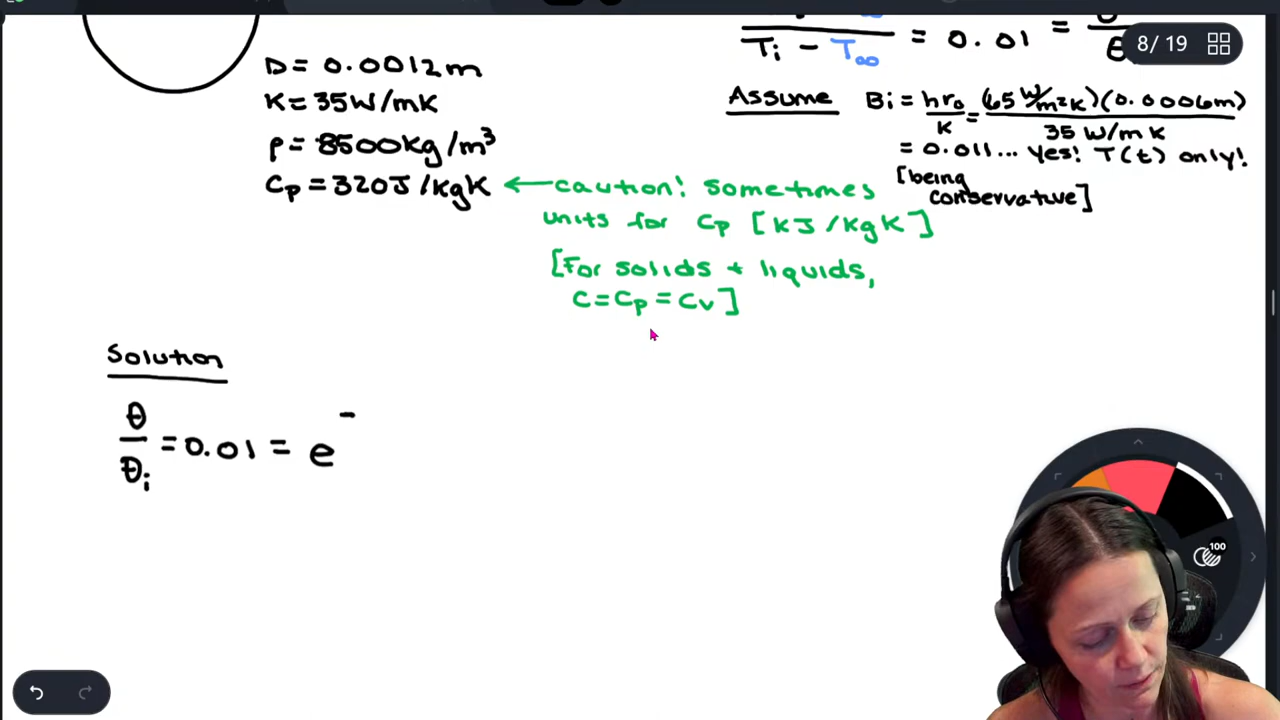 Ti - T∞ = 0.01 = θ
8/19
D = 0.0012m
K = 35W/mK
ρ = 8500kg/m³
Cp = 320J/kgK ← caution! sometimes
units for Cp [KJ/KgK]
[For solids + liquids,
C = Cp = Cv]
Assume Bi = hr₀/K = (65 W/m²K)(0.0006m)/35 W/mK
= 0.011... Yes! T(t) only!
[being
conservative]
Solution
θ/θi = 0.01 = e⁻
100